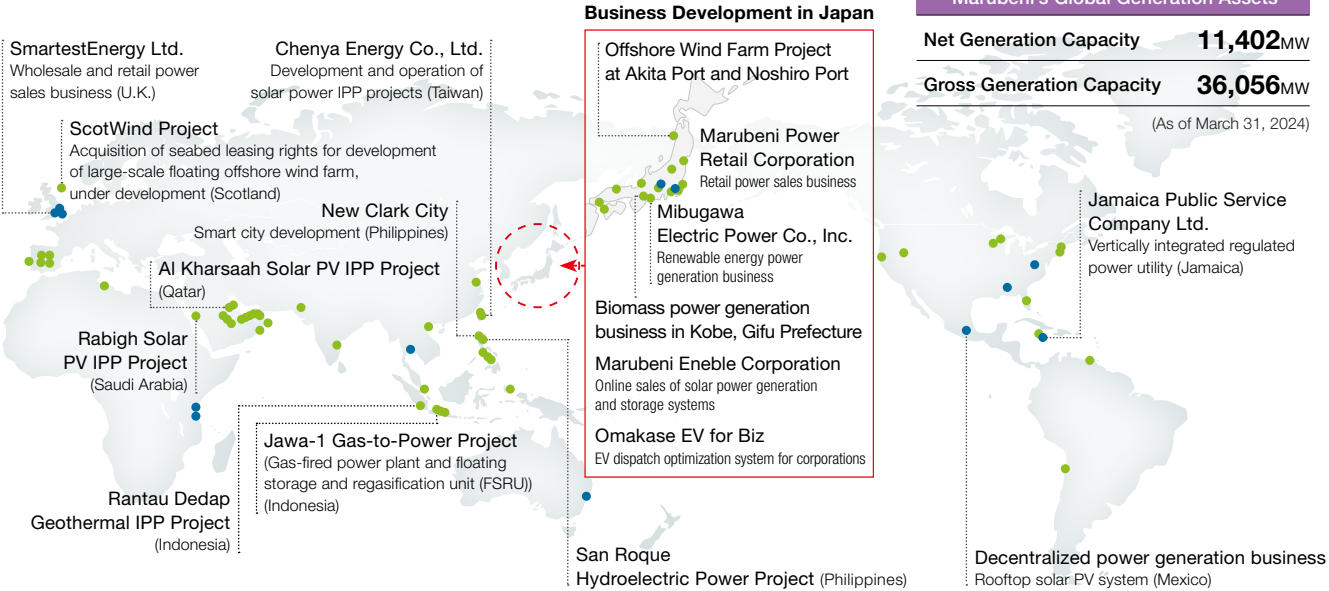 Business Development in Japan
Marubeni's Global Generation Assets
Net Generation Capacity 11,402MW
Gross Generation Capacity 36,056MW
(As of March 31, 2024)
SmartestEnergy Ltd.
Wholesale and retail power
sales business (U.K.)
Chenya Energy Co., Ltd.
Development and operation of
solar power IPP projects (Taiwan)
ScotWind Project
Acquisition of seabed leasing rights for development
of large-scale floating offshore wind farm,
under development (Scotland)
New Clark City
Smart city development (Philippines)
Al Kharsaah Solar PV IPP Project
(Qatar)
Rabigh Solar
PV IPP Project
(Saudi Arabia)
Jawa-1 Gas-to-Power Project
(Gas-fired power plant and floating
storage and regasification unit (FSRU))
(Indonesia)
Rantau Dedap
Geothermal IPP Project
(Indonesia)
Offshore Wind Farm Project
at Akita Port and Noshiro Port
Marubeni Power
Retail Corporation
Retail power sales business
Mibugawa
Electric Power Co., Inc.
Renewable energy power
generation business
Biomass power generation
business in Kobe, Gifu Prefecture
Marubeni Eneble Corporation
Online sales of solar power generation
and storage systems
Omakase EV for Biz
EV dispatch optimization system for corporations
San Roque
Hydroelectric Power Project (Philippines)
Jamaica Public Service
Company Ltd.
Vertically integrated regulated
power utility (Jamaica)
Decentralized power generation business
Rooftop solar PV system (Mexico)